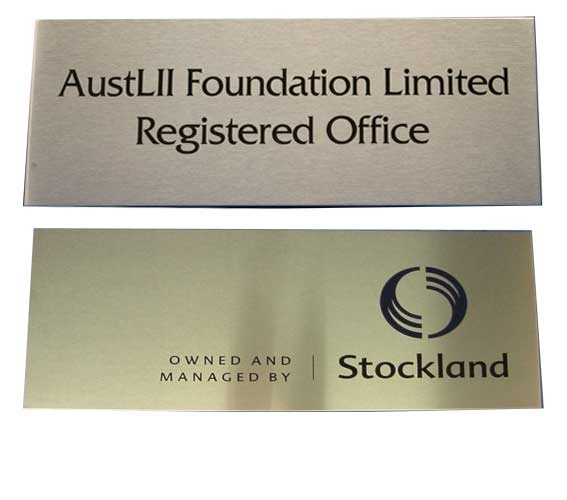 AustLII Foundation Limited
Registered Office
OWNED AND
MANAGED BY
Stockland